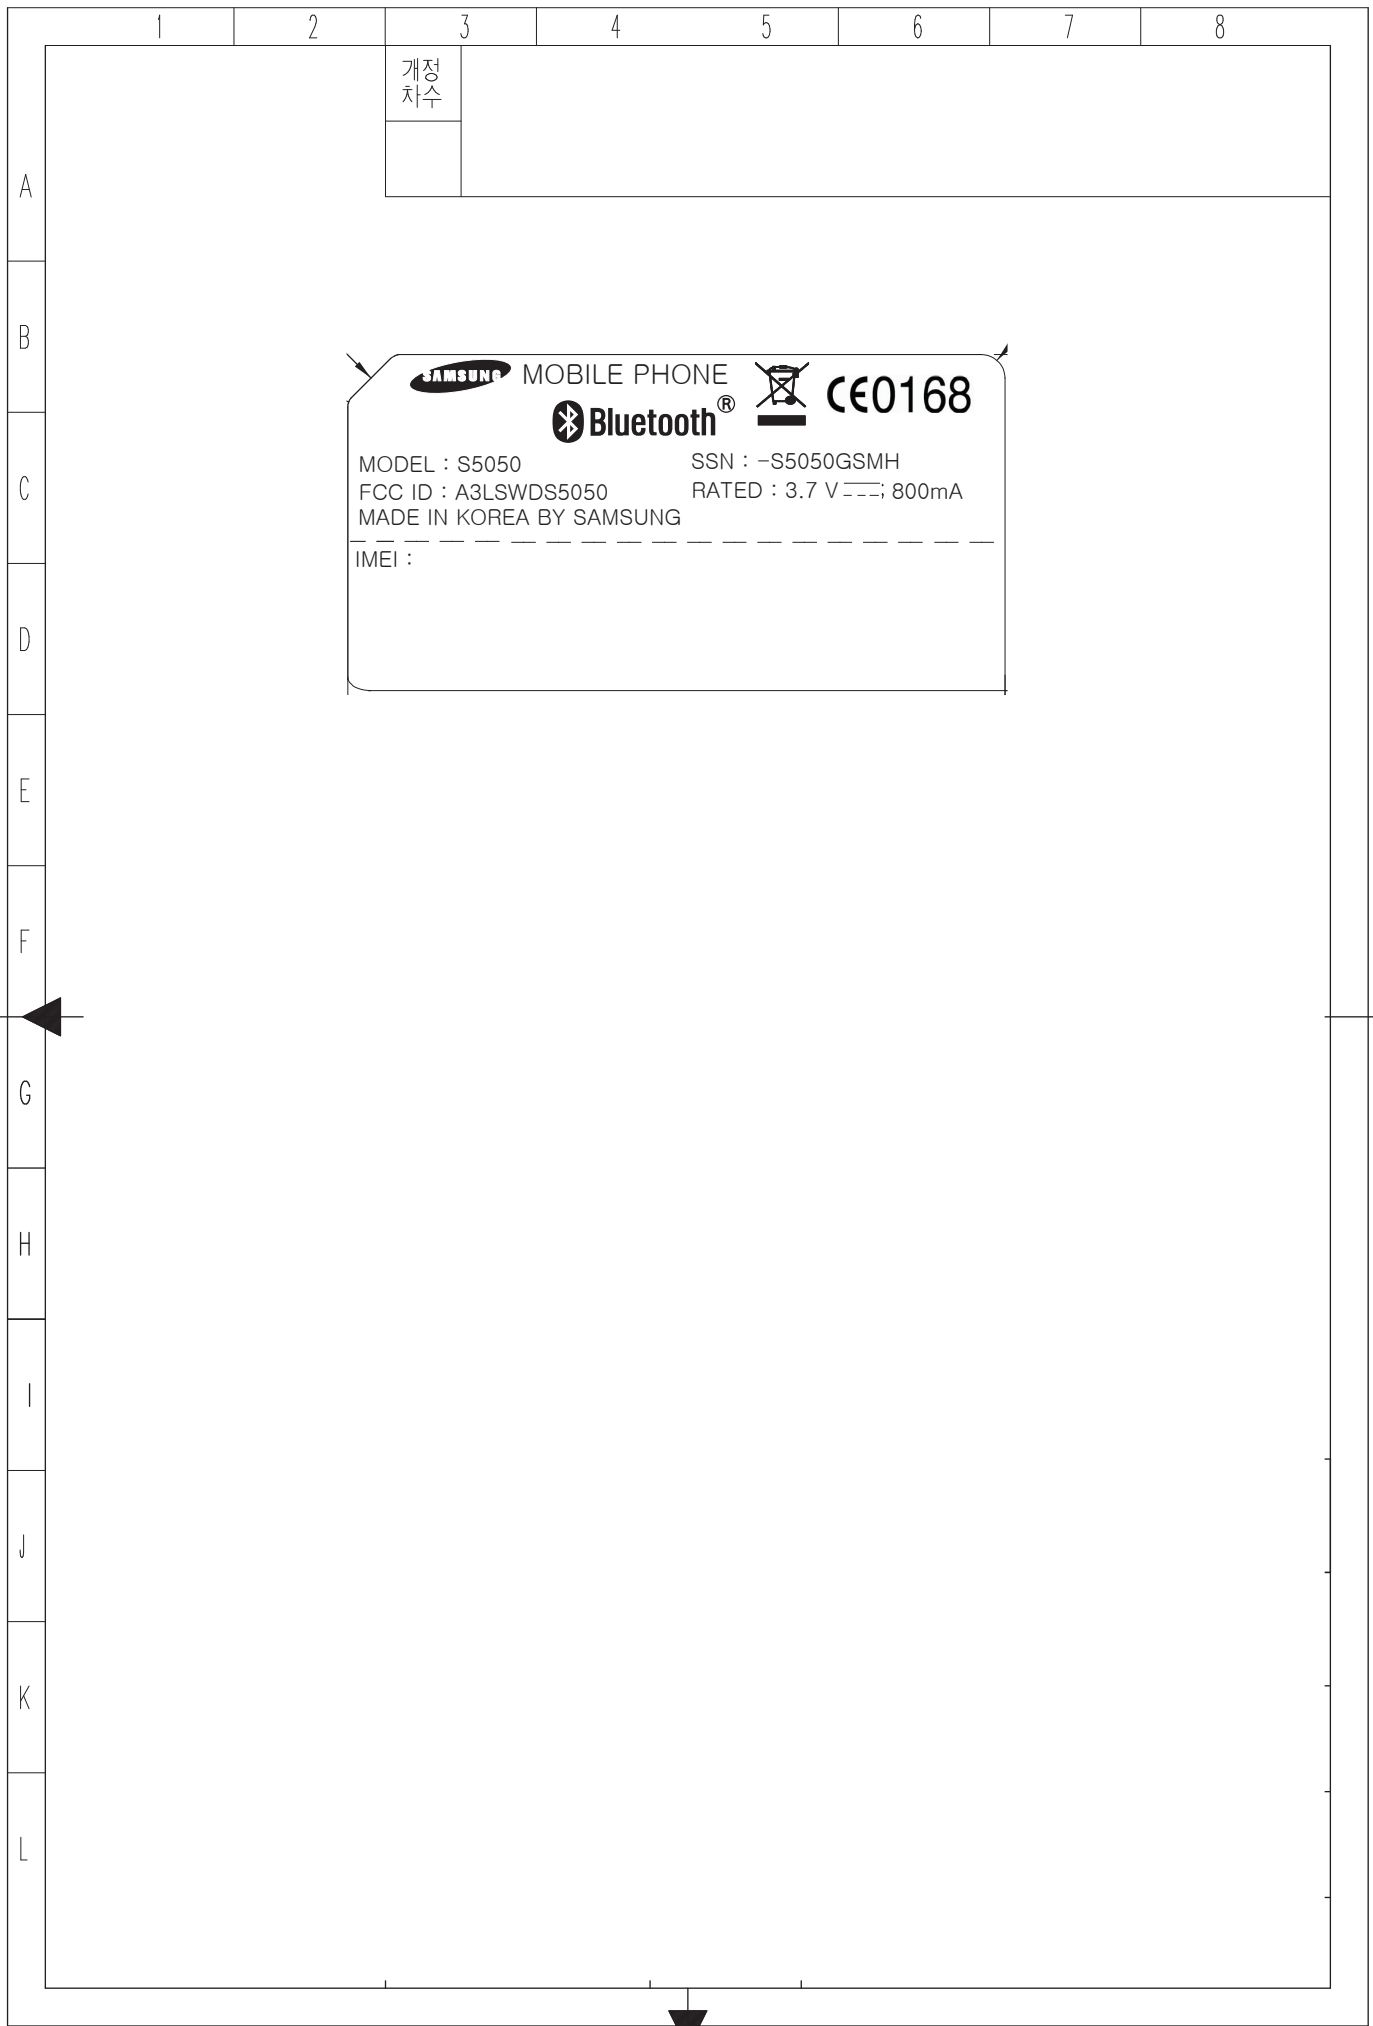 1 2 3 4 5 6 7 8
개정
차수
A
B
SAMSUNG MOBILE PHONE CE0168
Bluetooth®
MODEL : S5050 SSN : -S5050GSMH
C
FCC ID : A3LSWDS5050 RATED : 3.7 V ; 800mA
MADE IN KOREA BY SAMSUNG
IMEI :
D
E
F
G
H
I
J
K
L